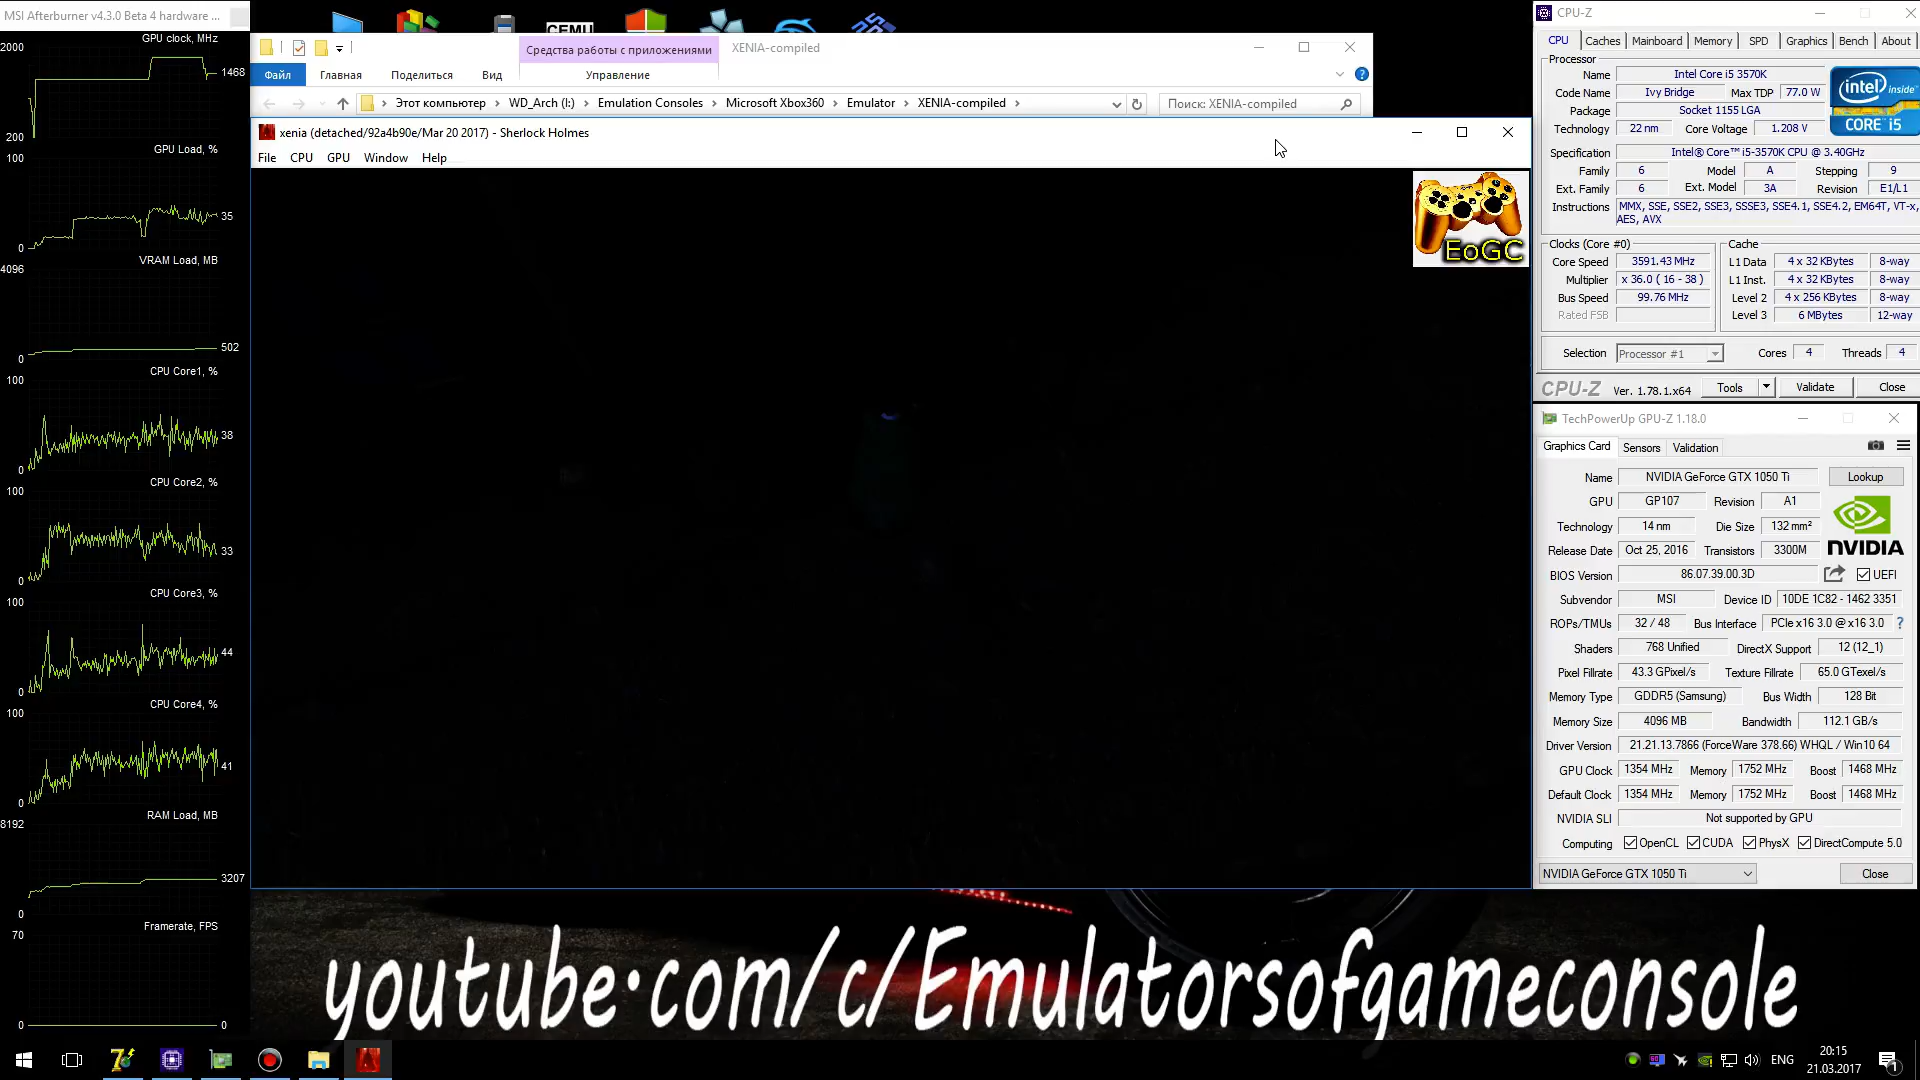 MSI Afterburner v4.3.0 Beta 4 hardware ...
GPU clock, MHz
2000
1468
200
GPU Load, %
100
35
0
VRAM Load, MB
4096
502
0
CPU Core1, %
100
38
0
CPU Core2, %
100
33
0
CPU Core3, %
100
44
0
CPU Core4, %
100
41
0
RAM Load, MB
8192
3207
0
Framerate, FPS
70
0
0
CEMU
Средства работы с приложениями
XENIA-compiled
Файл
Главная
Поделиться
Вид
Управление
Этот компьютер
WD_Arch (I:)
Emulation Consoles
Microsoft Xbox360
Emulator
XENIA-compiled
Поиск: XENIA-compiled
xenia (detached/92a4b90e/Mar 20 2017) - Sherlock Holmes
File CPU GPU Window Help
EoGC
CPU-Z
CPU Caches Mainboard Memory SPD Graphics Bench About
Processor
Name Intel Core i5 3570K
Code Name Ivy Bridge Max TDP 77.0 W
Package Socket 1155 LGA
Technology 22 nm Core Voltage 1.208 V
intel inside™
CORE i5
Specification Intel® Core™ i5-3570K CPU @ 3.40GHz
Family 6 Model A Stepping 9
Ext. Family 6 Ext. Model 3A Revision E1/L1
Instructions MMX, SSE, SSE2, SSE3, SSSE3, SSE4.1, SSE4.2, EM64T, VT-x,
AES, AVX
Clocks (Core #0)
Core Speed 3591.43 MHz
Multiplier x 36.0 ( 16 - 38 )
Bus Speed 99.76 MHz
Rated FSB
Cache
L1 Data 4 x 32 KBytes 8-way
L1 Inst. 4 x 32 KBytes 8-way
Level 2 4 x 256 KBytes 8-way
Level 3 6 MBytes 12-way
Selection Processor #1 Cores 4 Threads 4
CPU-Z Ver. 1.78.1.x64 Tools Validate Close
TechPowerUp GPU-Z 1.18.0
Graphics Card Sensors Validation
Name NVIDIA GeForce GTX 1050 Ti Lookup
GPU GP107 Revision A1
Technology 14 nm Die Size 132 mm²
Release Date Oct 25, 2016 Transistors 3300M
NVIDIA
BIOS Version 86.07.39.00.3D UEFI
Subvendor MSI Device ID 10DE 1C82 - 1462 3351
ROPs/TMUs 32 / 48 Bus Interface PCIe x16 3.0 @ x16 3.0 ?
Shaders 768 Unified DirectX Support 12 (12_1)
Pixel Fillrate 43.3 GPixel/s Texture Fillrate 65.0 GTexel/s
Memory Type GDDR5 (Samsung) Bus Width 128 Bit
Memory Size 4096 MB Bandwidth 112.1 GB/s
Driver Version 21.21.13.7866 (ForceWare 378.66) WHQL / Win10 64
GPU Clock 1354 MHz Memory 1752 MHz Boost 1468 MHz
Default Clock 1354 MHz Memory 1752 MHz Boost 1468 MHz
NVIDIA SLI Not supported by GPU
Computing OpenCL CUDA PhysX DirectCompute 5.0
NVIDIA GeForce GTX 1050 Ti Close
youtube.com/c/Emulatorsofgameconsole
ENG
20:15
21.03.2017
1